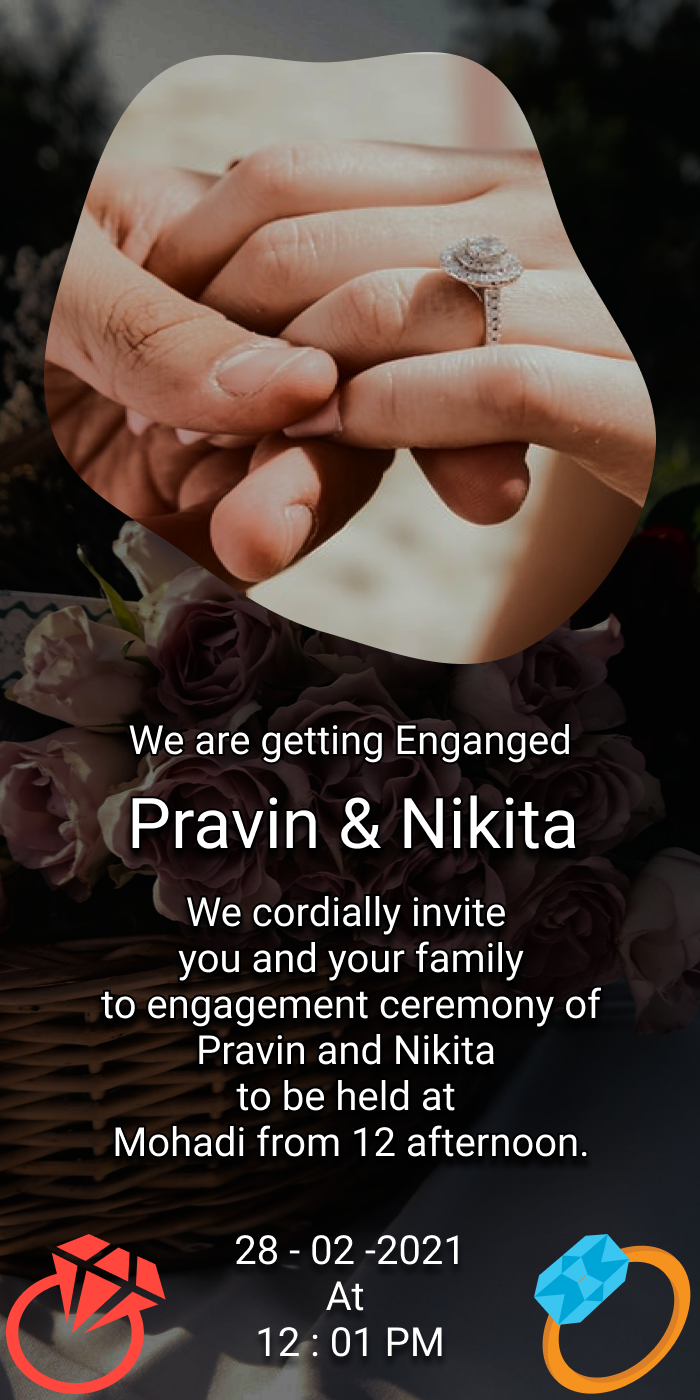 We are getting Enganged
Pravin & Nikita
We cordially invite
you and your family
to engagement ceremony of
Pravin and Nikita
to be held at
Mohadi from 12 afternoon.
28 - 02 -2021
At
12 : 01 PM